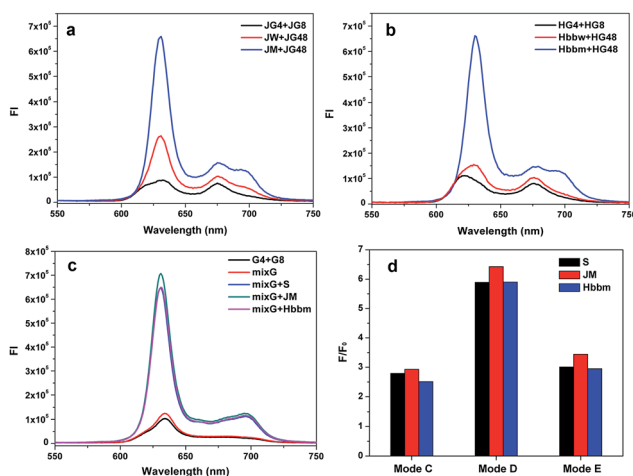 a
JG4+JG8
JW+JG48
JM+JG48
7x10⁵
6x10⁵
5x10⁵
4x10⁵
3x10⁵
2x10⁵
1x10⁵
0
FI
550 600 650 700 750
Wavelength (nm)
b
HG4+HG8
Hbbw+HG48
Hbbm+HG48
7x10⁵
6x10⁵
5x10⁵
4x10⁵
3x10⁵
2x10⁵
1x10⁵
0
FI
550 600 650 700 750
Wavelength (nm)
c
G4+G8
mixG
mixG+S
mixG+JM
mixG+Hbbm
8x10⁵
7x10⁵
6x10⁵
5x10⁵
4x10⁵
3x10⁵
2x10⁵
1x10⁵
0
FI
550 600 650 700 750
Wavelength (nm)
d
S
JM
Hbbm
7
6
5
4
3
2
1
0
F/F₀
Mode C Mode D Mode E